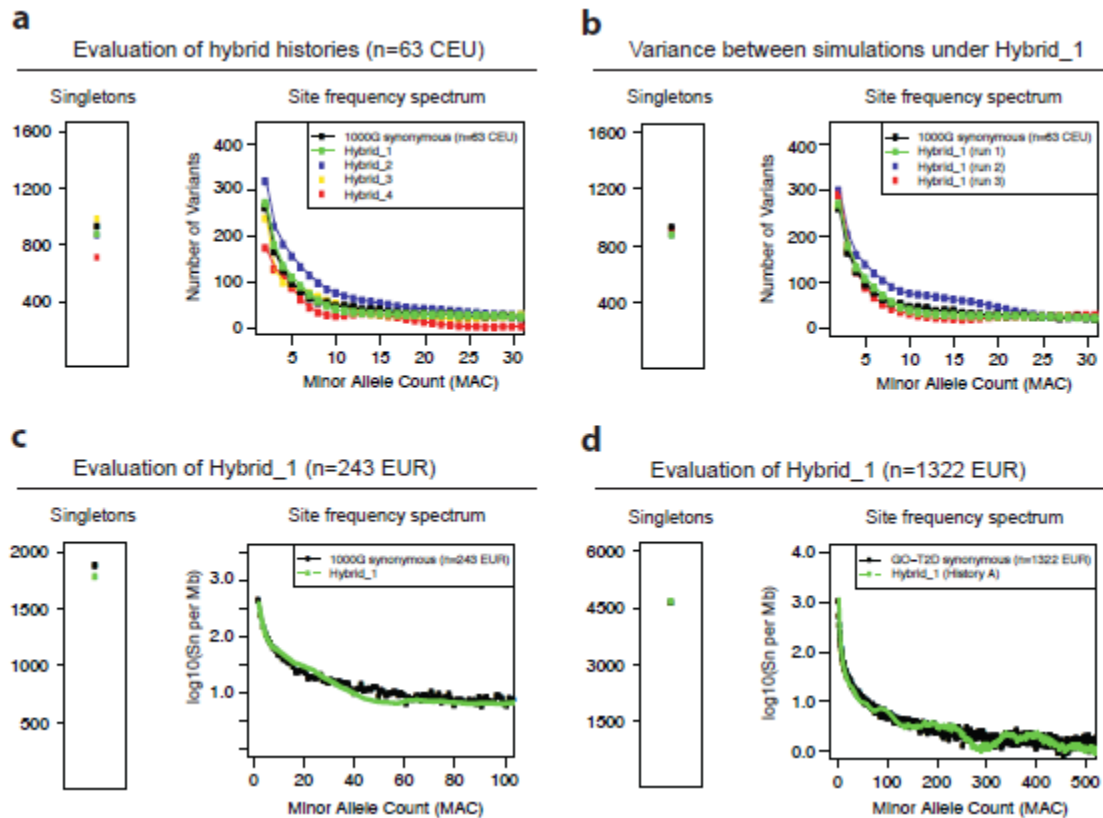 a
Evaluation of hybrid histories (n=63 CEU)
Singletons
Site frequency spectrum
1600
1200
800
400
Number of Variants
400
300
200
100
0
1000G synonymous (n=63 CEU)
Hybrid_1
Hybrid_2
Hybrid_3
Hybrid_4
5 10 15 20 25 30
Minor Allele Count (MAC)
b
Variance between simulations under Hybrid_1
Singletons
Site frequency spectrum
1600
1200
800
400
Number of Variants
400
300
200
100
0
1000G synonymous (n=63 CEU)
Hybrid_1 (run 1)
Hybrid_1 (run 2)
Hybrid_1 (run 3)
5 10 15 20 25 30
Minor Allele Count (MAC)
c
Evaluation of Hybrid_1 (n=243 EUR)
Singletons
Site frequency spectrum
2000
1500
1000
500
log10(Sn per Mb)
3.0
2.0
1.0
1000G synonymous (n=243 EUR)
Hybrid_1
0 20 40 60 80 100
Minor Allele Count (MAC)
d
Evaluation of Hybrid_1 (n=1322 EUR)
Singletons
Site frequency spectrum
6000
4500
3000
1500
log10(Sn per Mb)
4.0
3.0
2.0
1.0
0.0
GO-T2D synonymous (n=1322 EUR)
Hybrid_1 (History A)
0 100 200 300 400 500
Minor Allele Count (MAC)